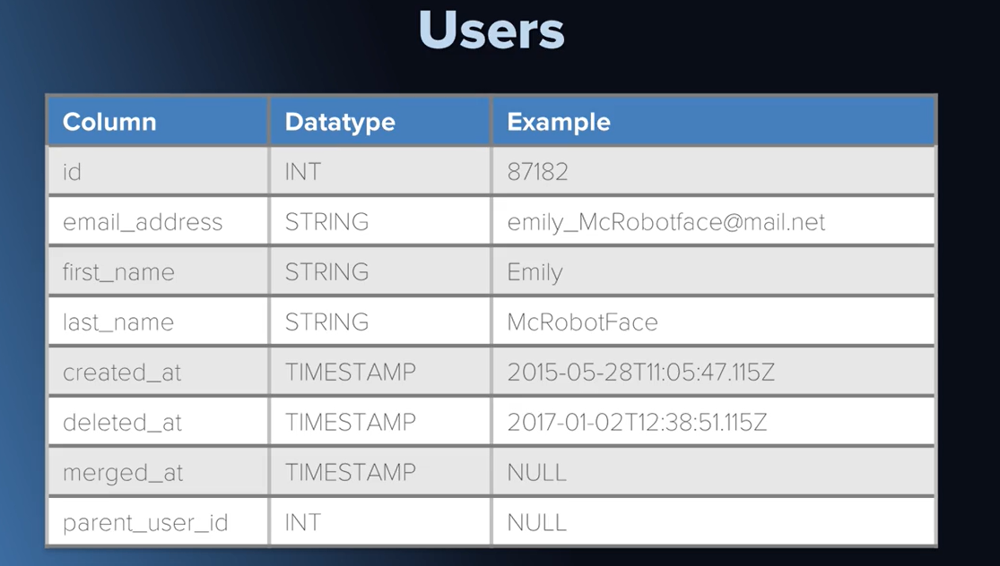 Users
Column Datatype Example
id INT 87182
email_address STRING emily_McRobotface@mail.net
first_name STRING Emily
last_name STRING McRobotFace
created_at TIMESTAMP 2015-05-28T11:05:47.115Z
deleted_at TIMESTAMP 2017-01-02T12:38:51.115Z
merged_at TIMESTAMP NULL
parent_user_id INT NULL